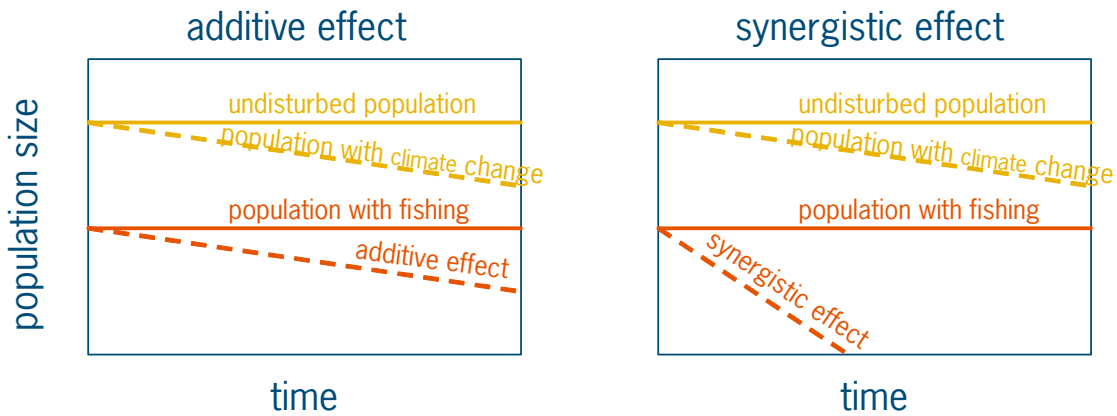 additive effect
population size
undisturbed population
population with climate change
population with fishing
additive effect
time
synergistic effect
undisturbed population
population with climate change
population with fishing
synergistic effect
time